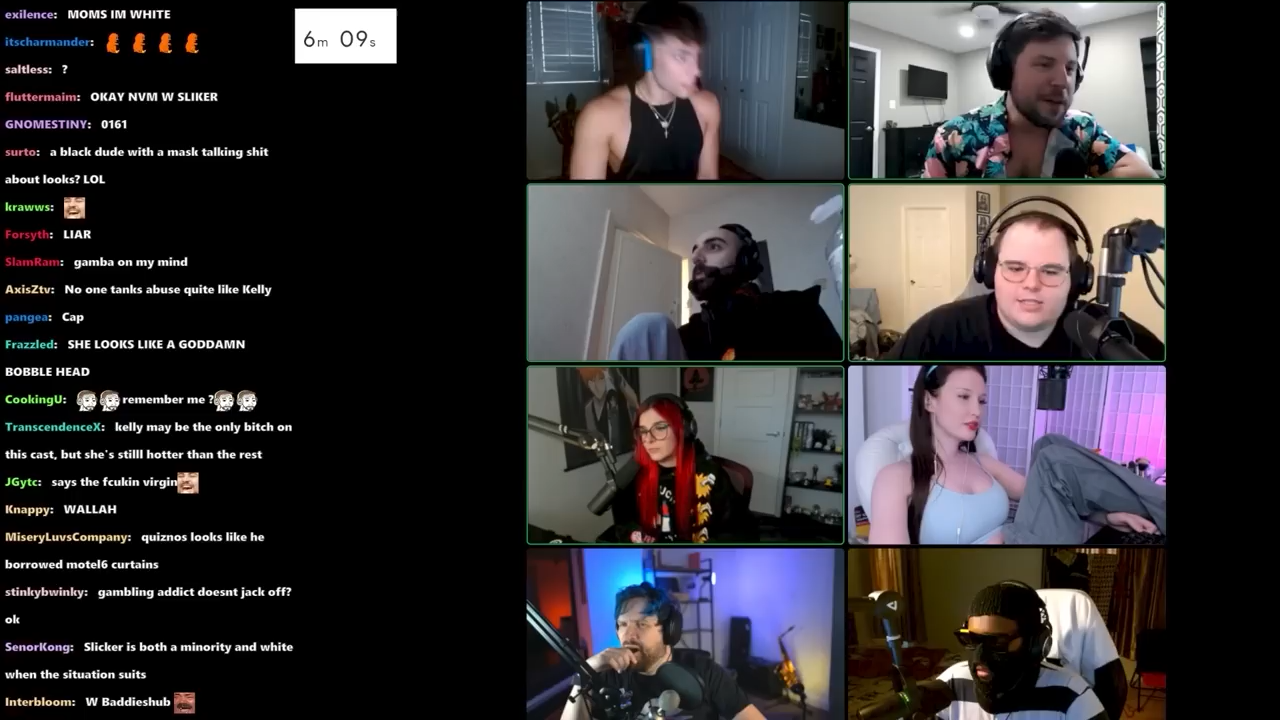 exilence: MOMS IM WHITE
itscharmander:
saltless: ?
fluttermaim: OKAY NVM W SLIKER
GNOMESTINY: 0161
surto: a black dude with a mask talking shit
about looks? LOL
krawws:
Forsyth: LIAR
SlamRam: gamba on my mind
AxisZtv: No one tanks abuse quite like Kelly
pangea: Cap
Frazzled: SHE LOOKS LIKE A GODDAMN
BOBBLE HEAD
CookingU: remember me ?
TranscendenceX: kelly may be the only bitch on
this cast, but she's stilll hotter than the rest
JGytc: says the fcukin virgin
Knappy: WALLAH
MiseryLuvsCompany: quiznos looks like he
borrowed motel6 curtains
stinkybwinky: gambling addict doesnt jack off?
ok
SenorKong: Slicker is both a minority and white
when the situation suits
Interbloom: W Baddieshub
6m 09s